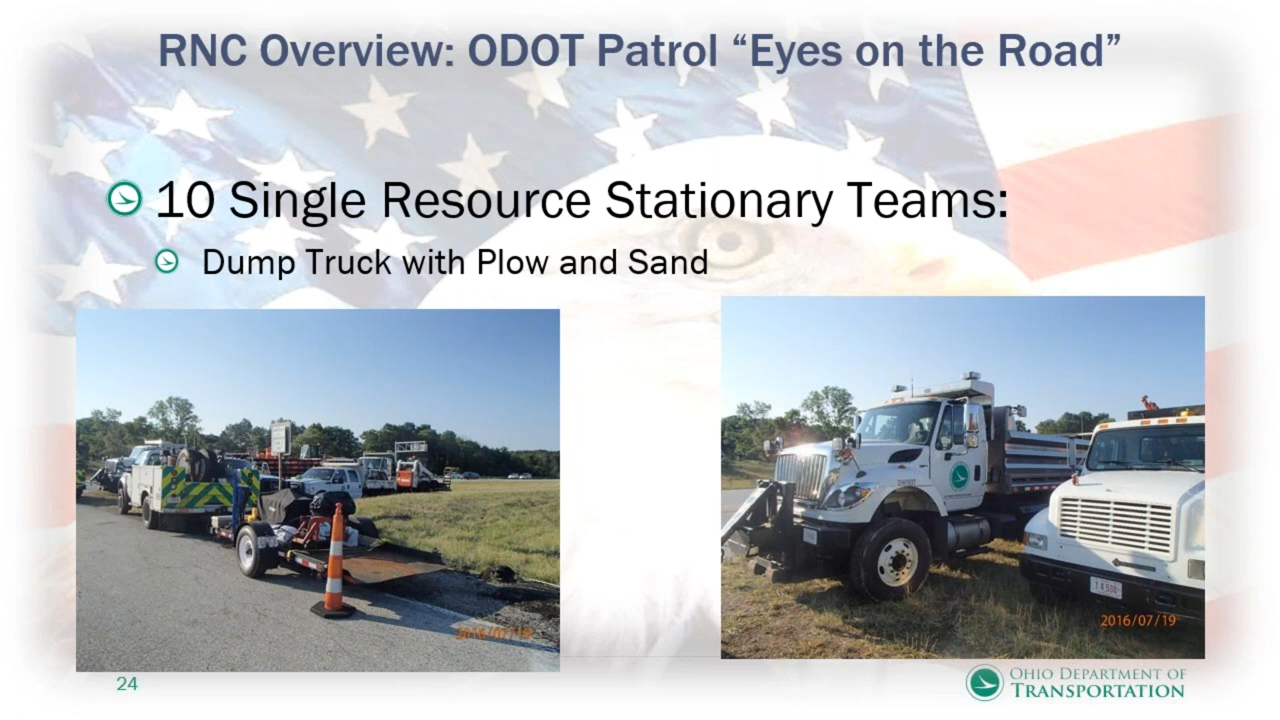 RNC Overview: ODOT Patrol “Eyes on the Road”
10 Single Resource Stationary Teams:
Dump Truck with Plow and Sand
2016/07/19
2016/07/19
24
OHIO DEPARTMENT OF
TRANSPORTATION